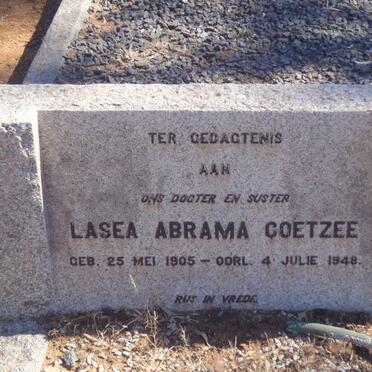 TER GEDAGTENIS
AAN
ONS DOGTER EN SUSTER
LASEA ABRAMA COETZEE
GEB. 25 MEI 1905 – OORL. 4 JULIE 1948.
RUS IN VREDE.